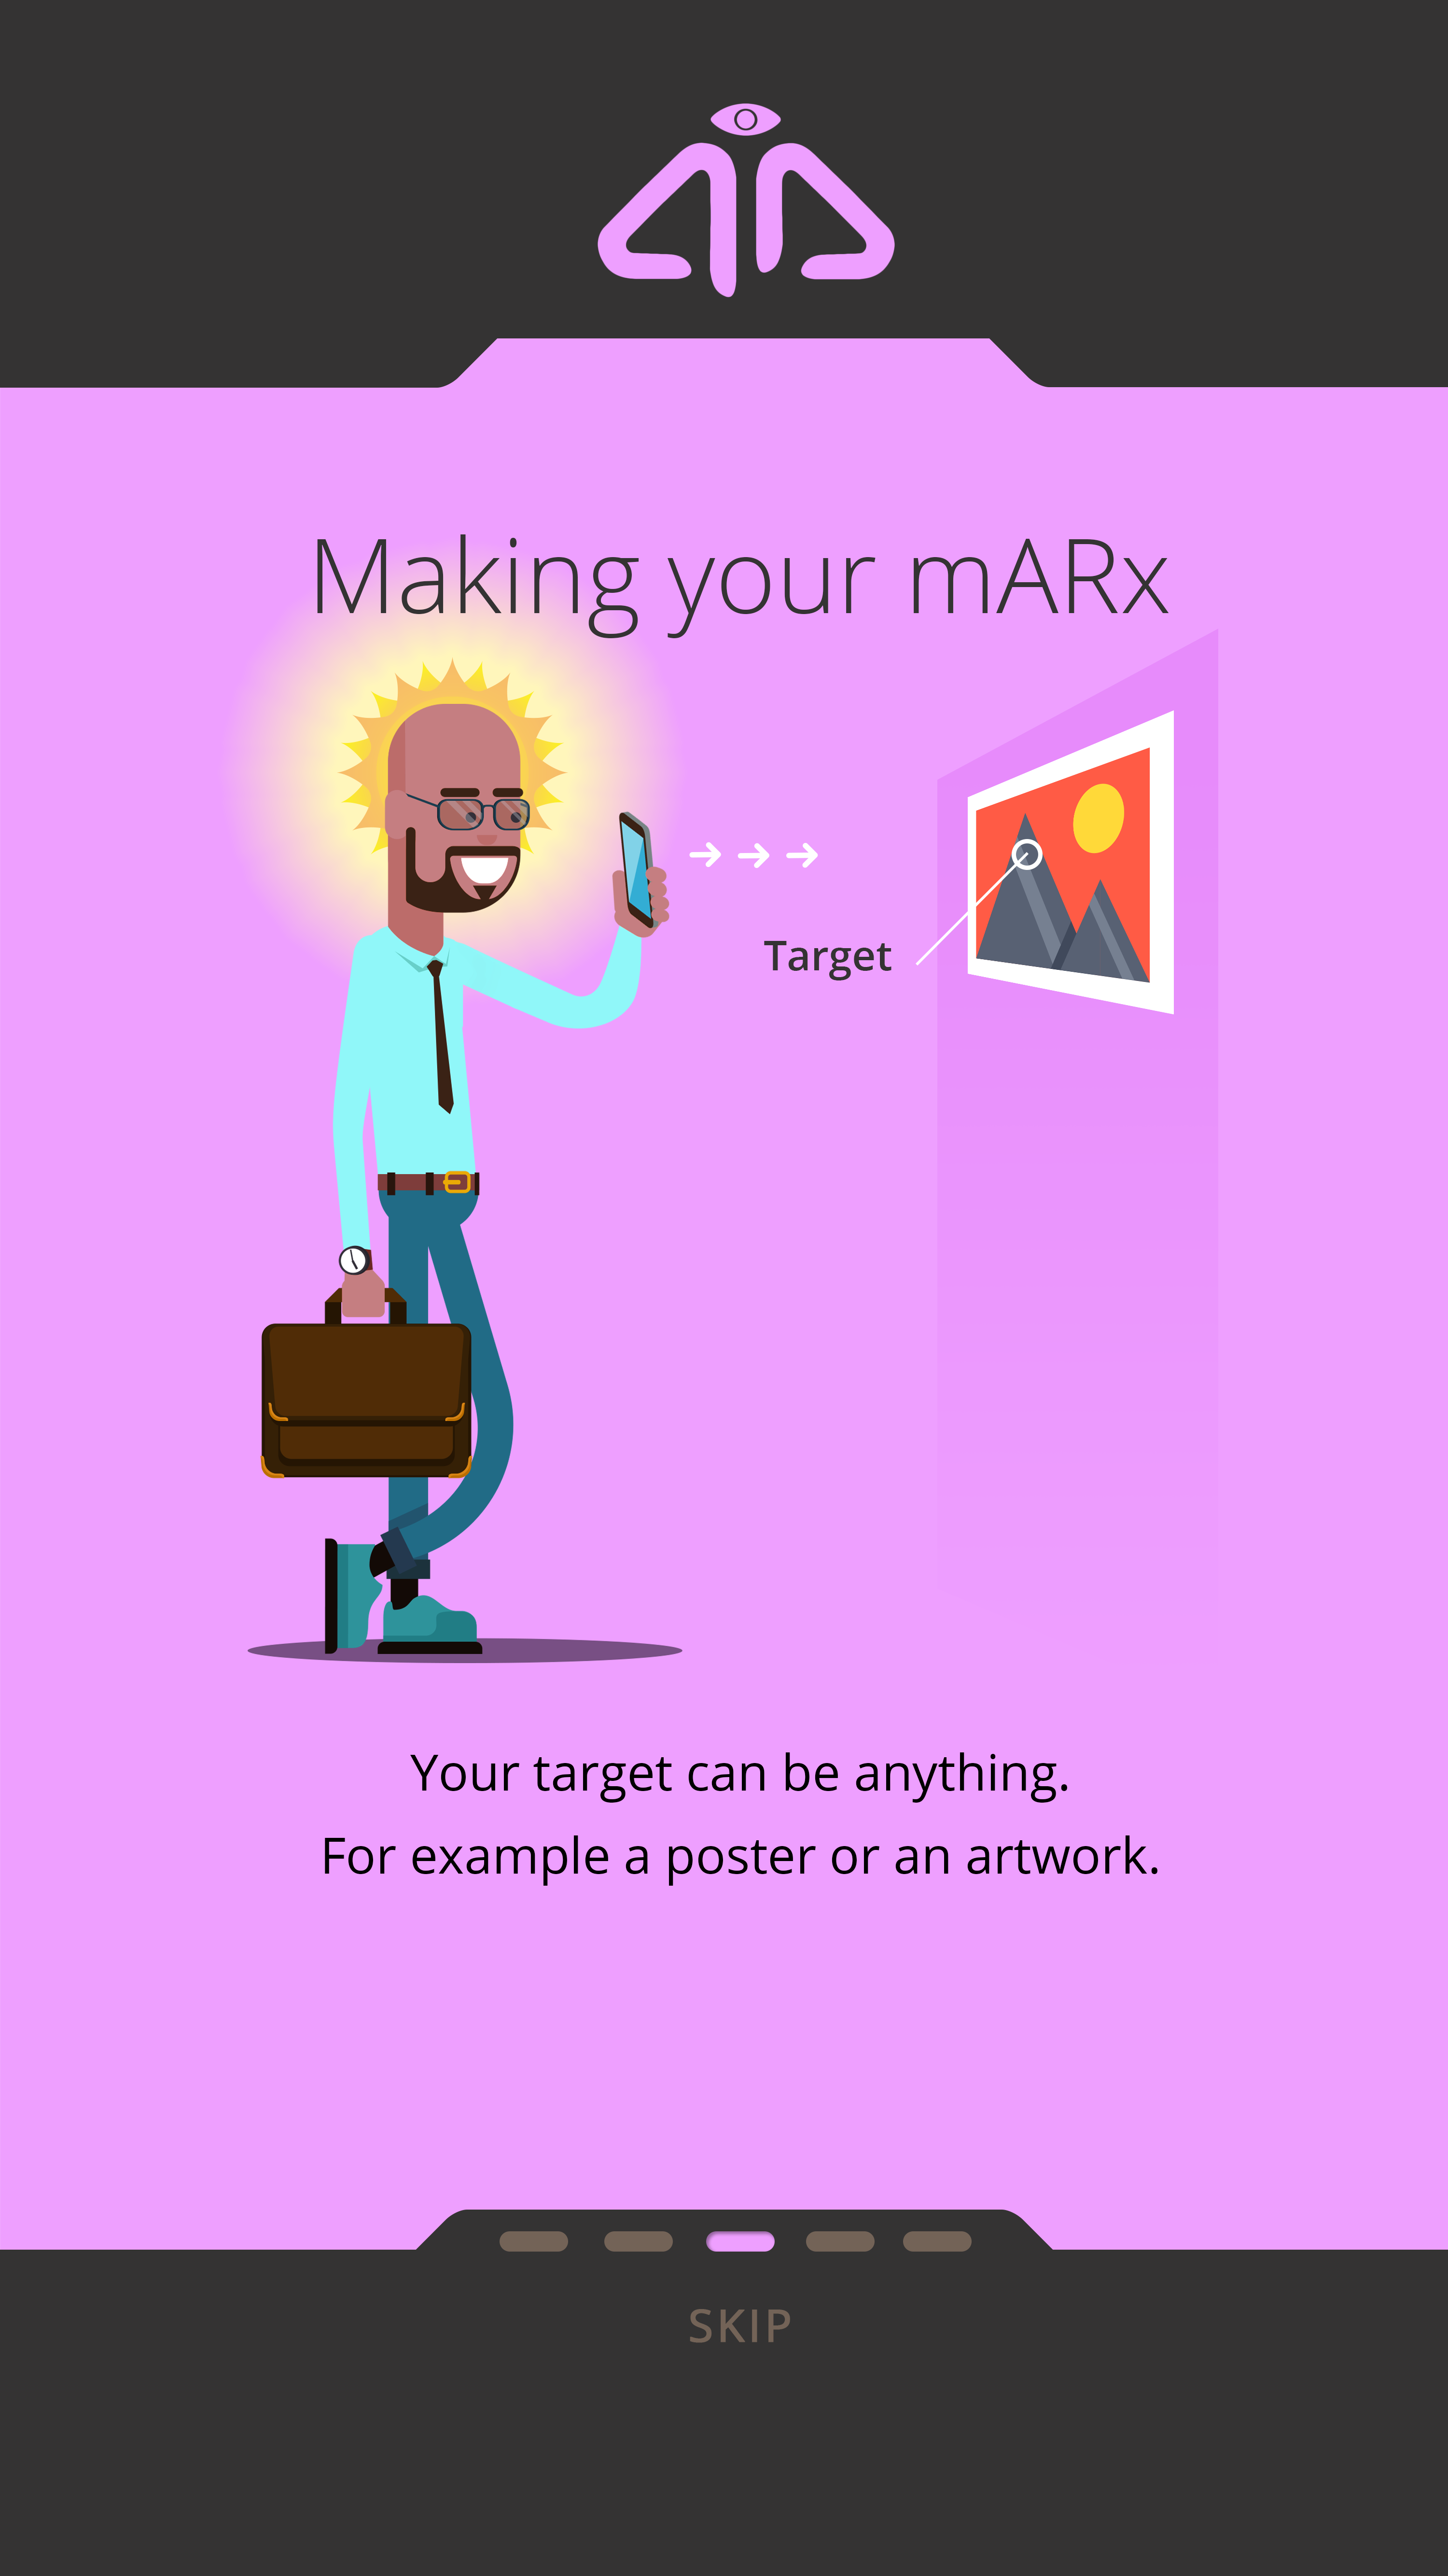 Making your mARx
Target
Your target can be anything.
For example a poster or an artwork.
SKIP